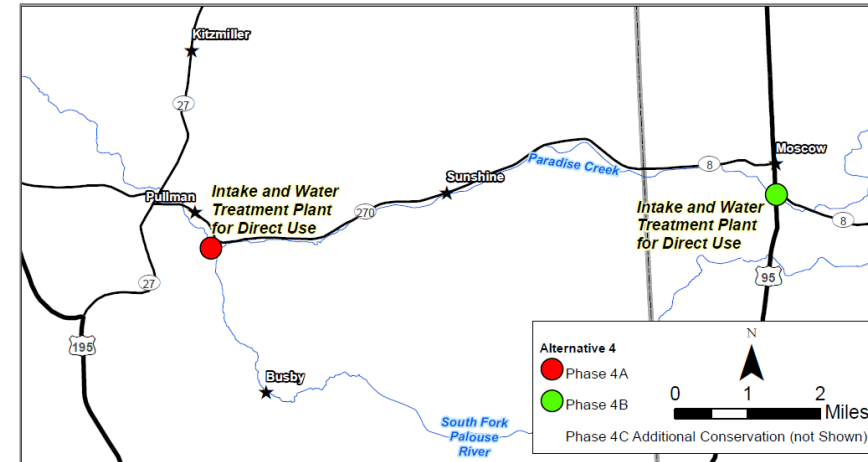 Kitzmiller
27
Moscow
Paradise Creek
8
Sunshine
Intake and Water
Treatment Plant
for Direct Use
Pullman
270
Intake and Water
Treatment Plant
for Direct Use
8
27
95
195
Busby
South Fork
Palouse
River
Alternative 4
Phase 4A
Phase 4B
N
0 1 2
Miles
Phase 4C Additional Conservation (not Shown)